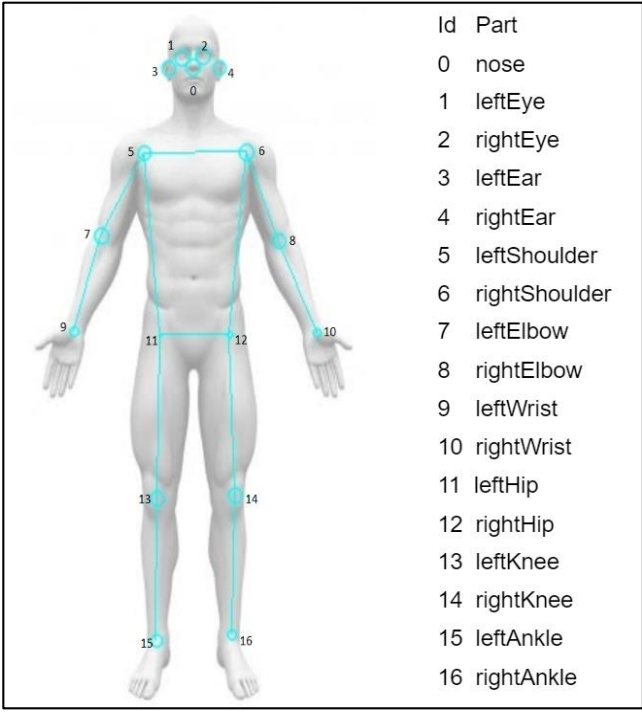 Id Part
0 nose
1 leftEye
2 rightEye
3 leftEar
4 rightEar
5 leftShoulder
6 rightShoulder
7 leftElbow
8 rightElbow
9 leftWrist
10 rightWrist
11 leftHip
12 rightHip
13 leftKnee
14 rightKnee
15 leftAnkle
16 rightAnkle
1 2
3 4
0
5 6
7 8
9 10
11 12
13 14
15 16